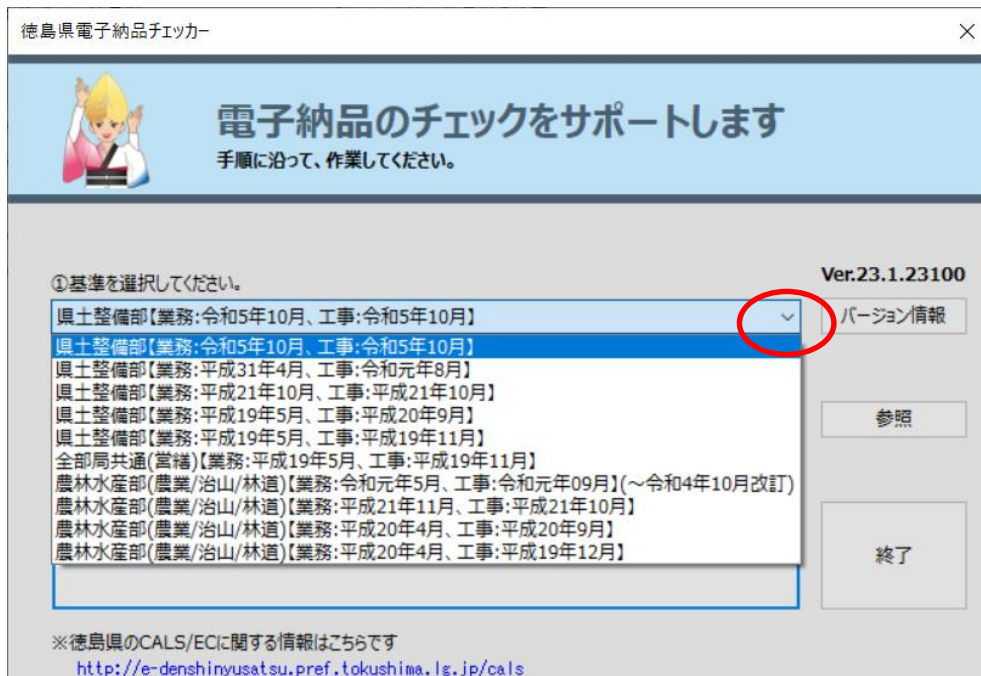 徳島県電子納品チェッカー
電子納品のチェックをサポートします
手順に沿って、作業してください。
①基準を選択してください。
Ver.23.1.23100
県土整備部【業務:令和5年10月、工事:令和5年10月】
バージョン情報
県土整備部【業務:令和5年10月、工事:令和5年10月】
県土整備部【業務:平成31年4月、工事:令和元年8月】
県土整備部【業務:平成21年10月、工事:平成21年10月】
県土整備部【業務:平成19年5月、工事:平成20年9月】
県土整備部【業務:平成19年5月、工事:平成19年11月】
全部局共通(営繕)【業務:平成19年5月、工事:平成19年11月】
農林水産部(農業/治山/林道)【業務:令和元年5月、工事:令和元年09月】(~令和4年10月改訂)
農林水産部(農業/治山/林道)【業務:平成21年11月、工事:平成21年10月】
農林水産部(農業/治山/林道)【業務:平成20年4月、工事:平成20年9月】
農林水産部(農業/治山/林道)【業務:平成20年4月、工事:平成19年12月】
参照
終了
※徳島県のCALS/ECに関する情報はこちらです
http://e-denshinyusatsu.pref.tokushima.lg.jp/cals